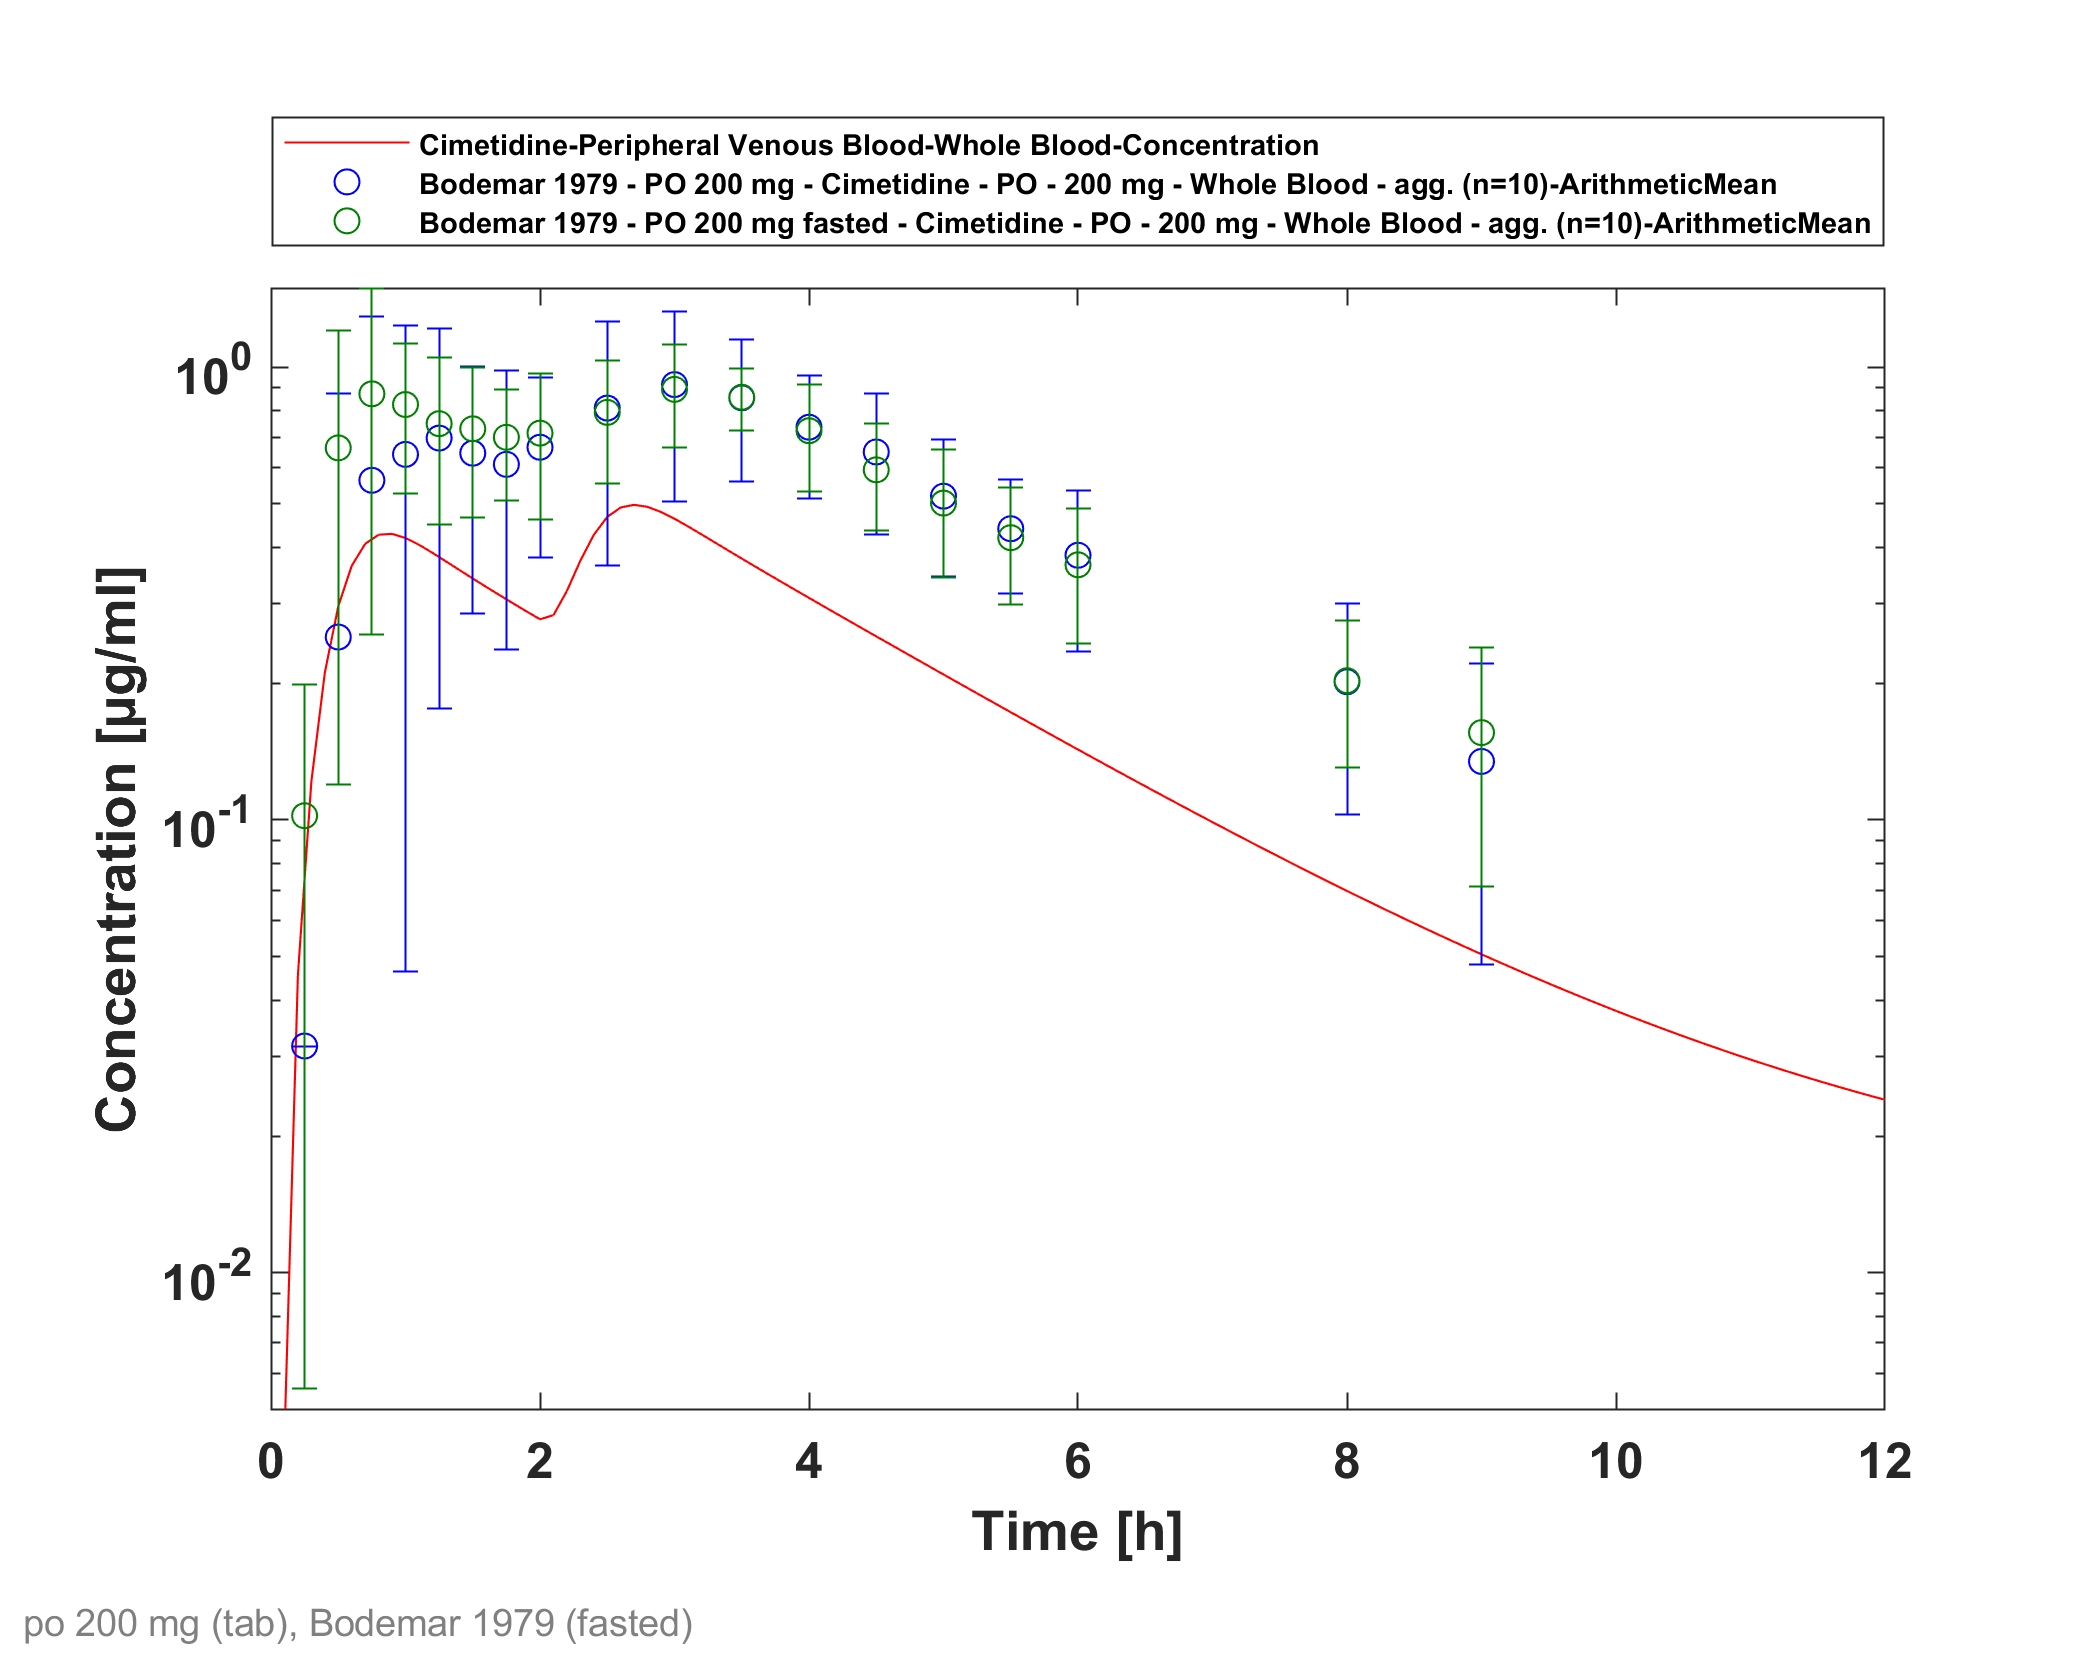 Cimetidine-Peripheral Venous Blood-Whole Blood-Concentration
Bodemar 1979 - PO 200 mg - Cimetidine - PO - 200 mg - Whole Blood - agg. (n=10)-ArithmeticMean
Bodemar 1979 - PO 200 mg fasted - Cimetidine - PO - 200 mg - Whole Blood - agg. (n=10)-ArithmeticMean
10⁰
10⁻¹
10⁻²
Concentration [µg/ml]
0 2 4 6 8 10 12
Time [h]
po 200 mg (tab), Bodemar 1979 (fasted)